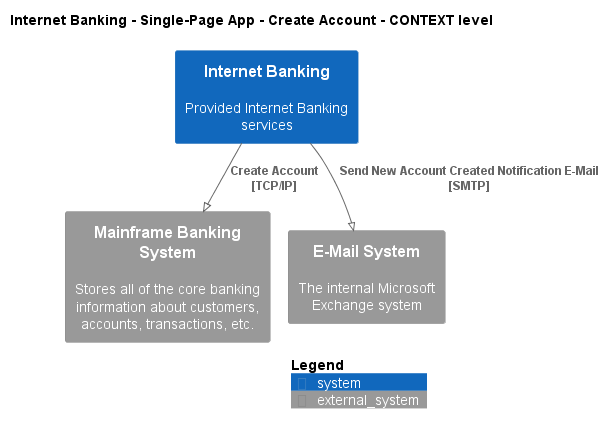 Internet Banking - Single-Page App - Create Account - CONTEXT level
Internet Banking
Provided Internet Banking
services
Create Account
[TCP/IP]
Send New Account Created Notification E-Mail
[SMTP]
Mainframe Banking
System
Stores all of the core banking
information about customers,
accounts, transactions, etc.
E-Mail System
The internal Microsoft
Exchange system
Legend
system
external_system